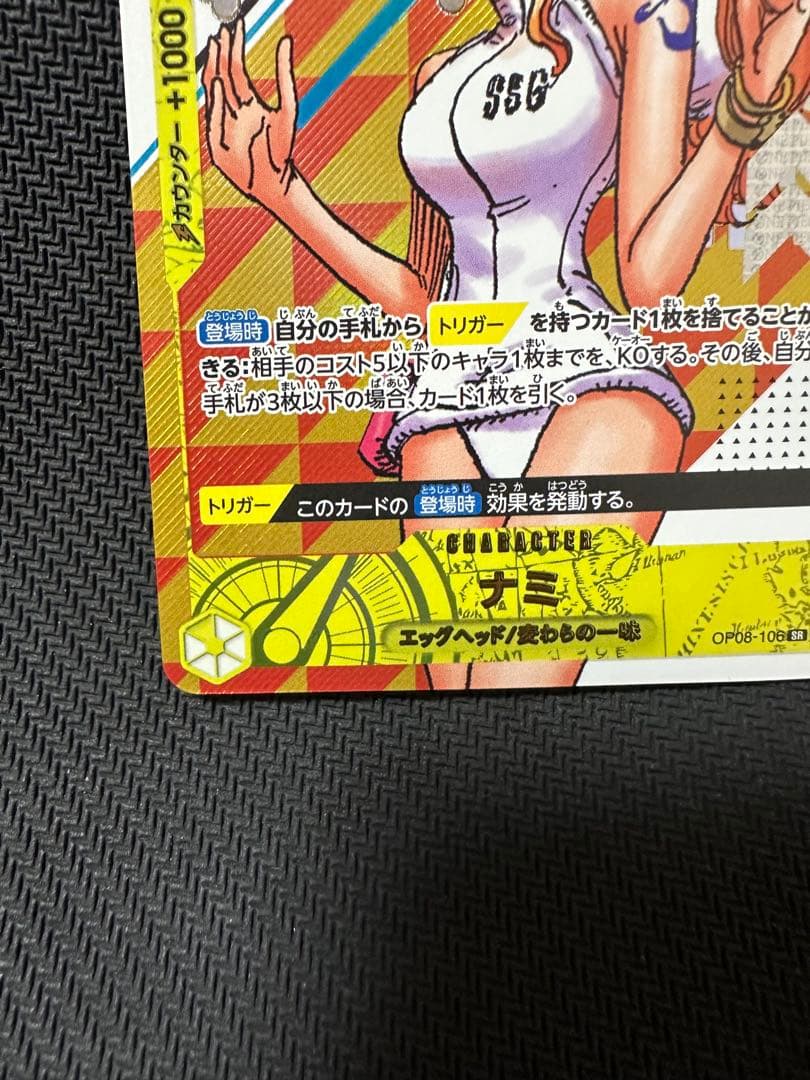 カウンター +1000
SSG
登場時 自分の手札から トリガー を持つカード1枚を捨てることが
きる:相手のコスト5以下のキャラ1枚までを、KOする。その後、自分
手札が3枚以下の場合、カード1枚を引く。
トリガー このカードの 登場時 効果を発動する。
CHARACTER
ナミ
エッグヘッド/麦わらの一味
OP08-106 SR